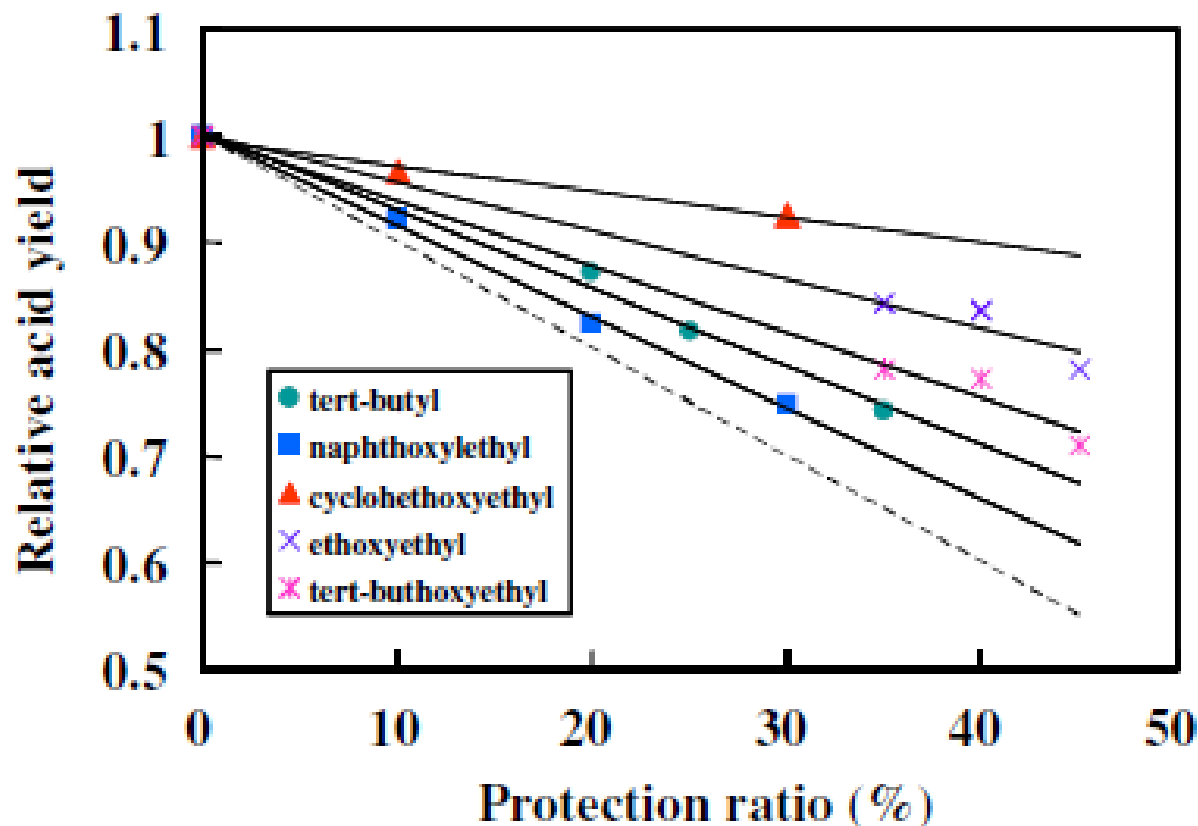 1.1
1
0.9
0.8
0.7
0.6
0.5
Relative acid yield
tert-butyl
naphthoxylethyl
cyclohethoxyethyl
ethoxyethyl
tert-buthoxyethyl
0 10 20 30 40 50
Protection ratio (%)